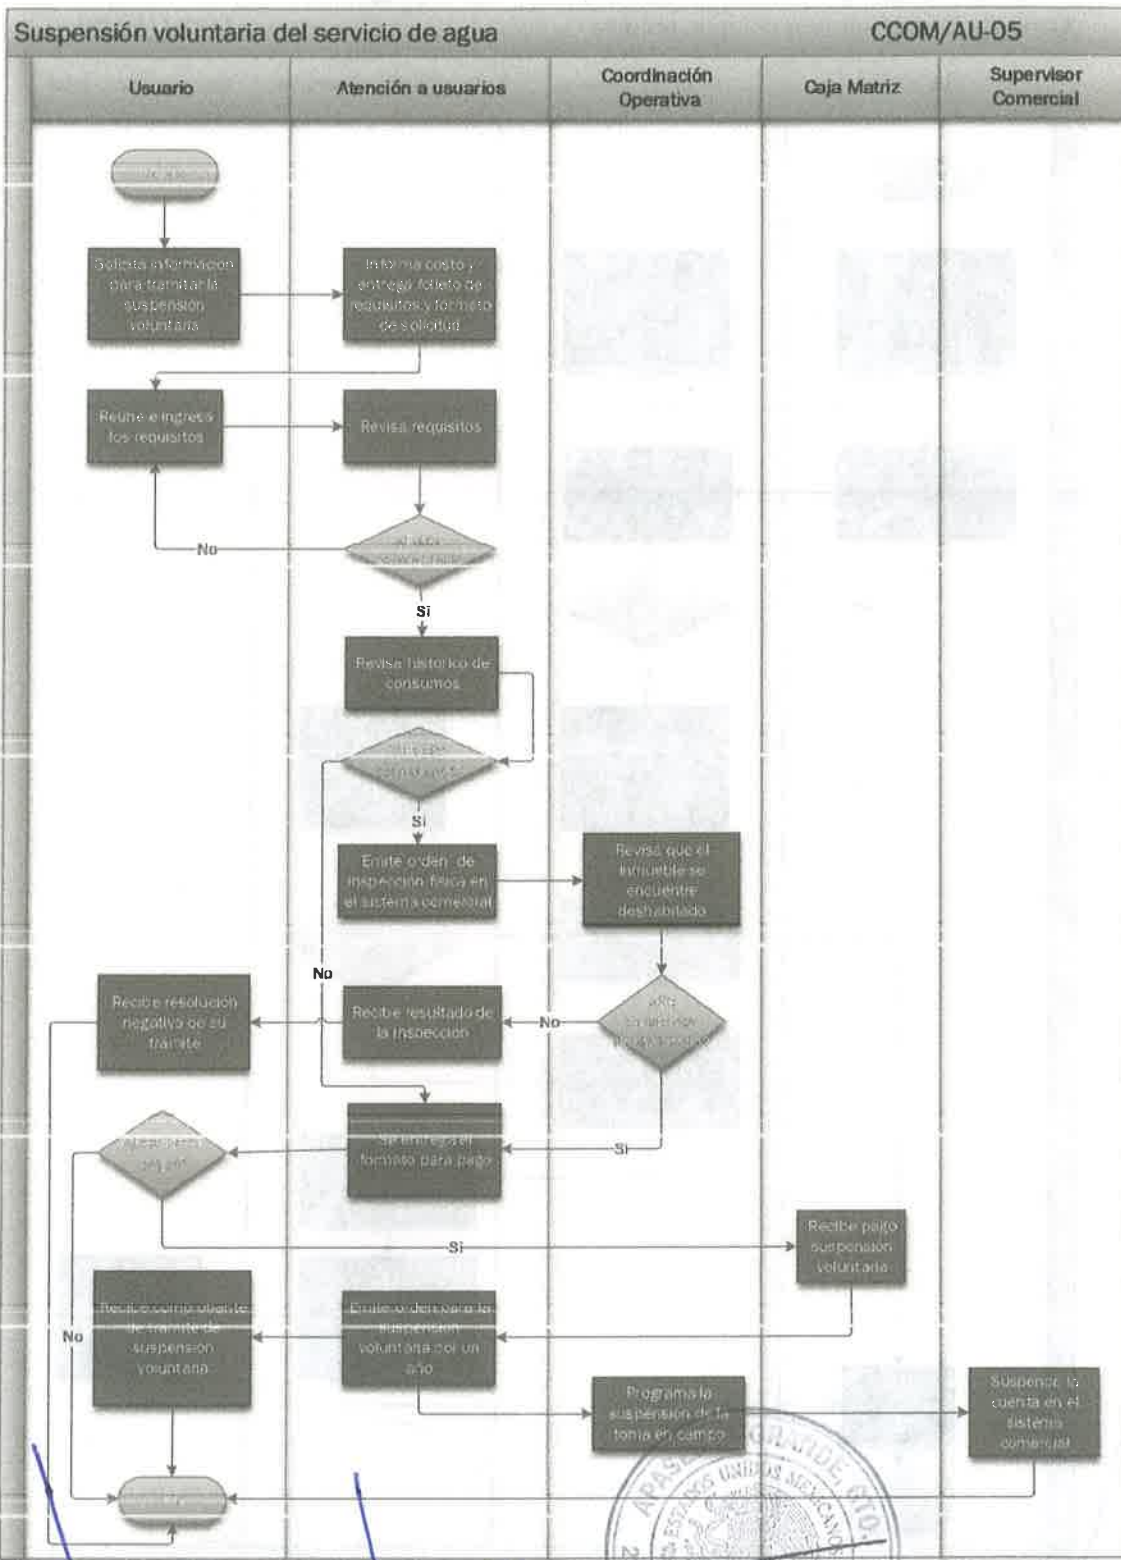 Suspensión voluntaria del servicio de agua
CCOM/AU-05
Usuario
Atención a usuarios
Coordinación
Operativa
Caja Matriz
Supervisor
Comercial
Solicita información
para tramitar la
suspensión
voluntaria
Informa costo y
entrega folleto de
requisitos y formato
de solicitud
Reúne e ingresa
los requisitos
Revisa requisitos
No
Sí
Revisa histórico de
consumos
Sí
Emite orden de
inspección física en
el sistema comercial
Revisa que el
inmueble se
encuentre
deshabitado
No
Recibe resolución
negativa de su
trámite
Recibe resultado de
la inspección
No
Se entrega el
formato para pago
Sí
Sí
Recibe pago
suspensión
voluntaria
Recibe comprobante
de trámite de
suspensión
voluntaria
Emite orden para la
suspensión
voluntaria por un
año
No
Programa la
suspensión de la
toma en campo
Suspende la
cuenta en el
sistema
comercial
GRANDE, GTO.
ESTADOS UNIDOS MEXICANOS